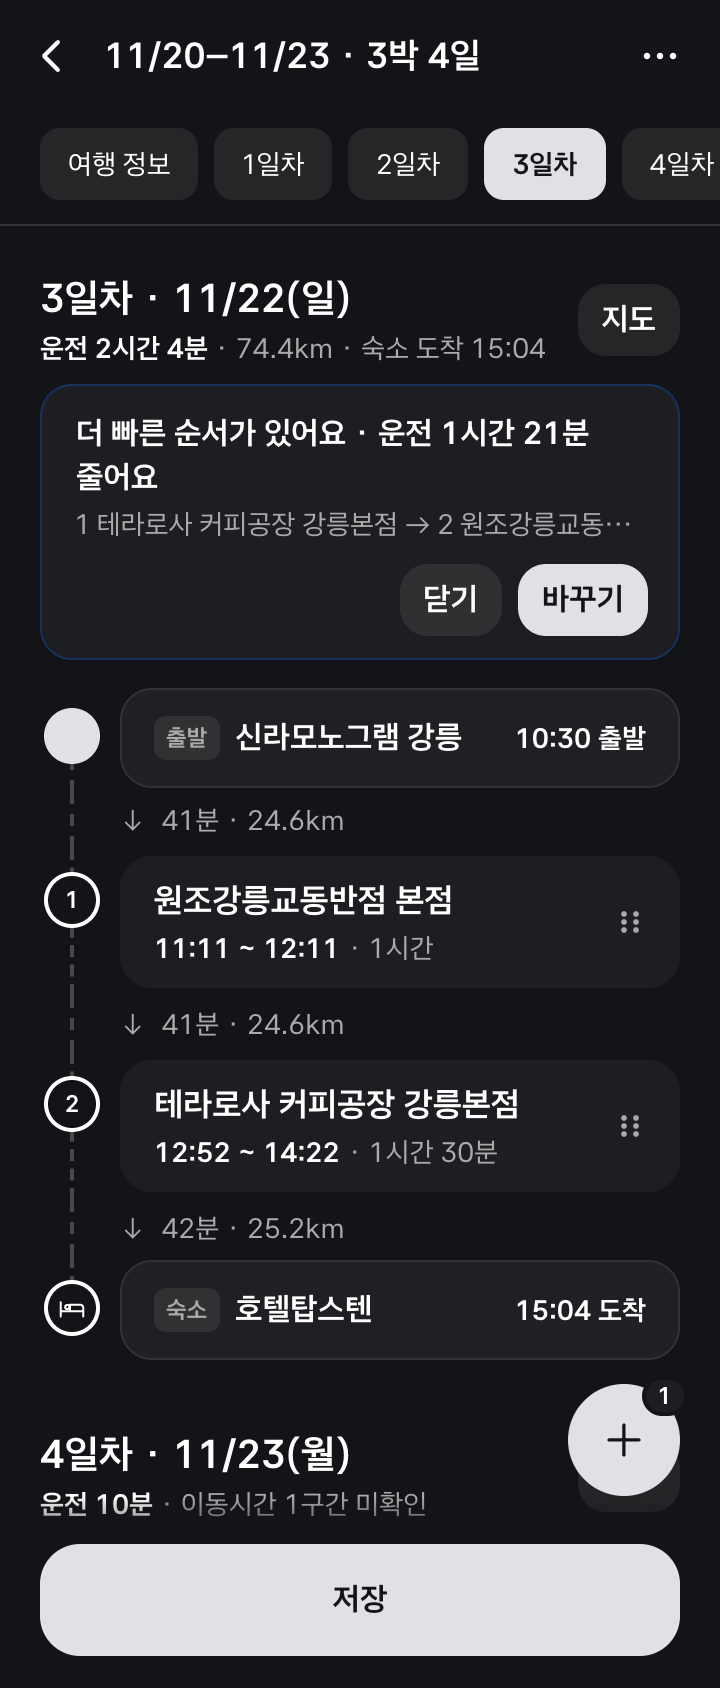 11/20–11/23 · 3박 4일
여행 정보
1일차
2일차
3일차
4일차
3일차 · 11/22(일)
운전 2시간 4분 · 74.4km · 숙소 도착 15:04
지도
더 빠른 순서가 있어요 · 운전 1시간 21분
줄어요
1 테라로사 커피공장 강릉본점 → 2 원조강릉교동…
닫기
바꾸기
출발 신라모노그램 강릉 10:30 출발
↓ 41분 · 24.6km
1
원조강릉교동반점 본점
11:11 ~ 12:11 · 1시간
↓ 41분 · 24.6km
2
테라로사 커피공장 강릉본점
12:52 ~ 14:22 · 1시간 30분
↓ 42분 · 25.2km
숙소 호텔탑스텐 15:04 도착
1
4일차 · 11/23(월)
운전 10분 · 이동시간 1구간 미확인
저장